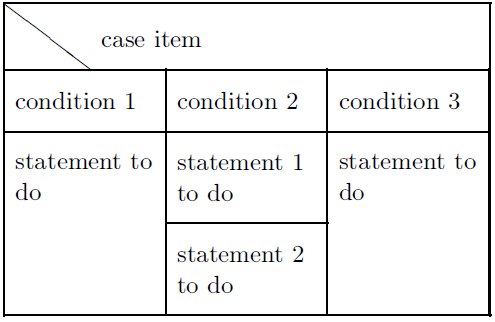 case item
condition 1
condition 2
condition 3
statement to
do
statement 1
to do
statement 2
to do
statement to
do